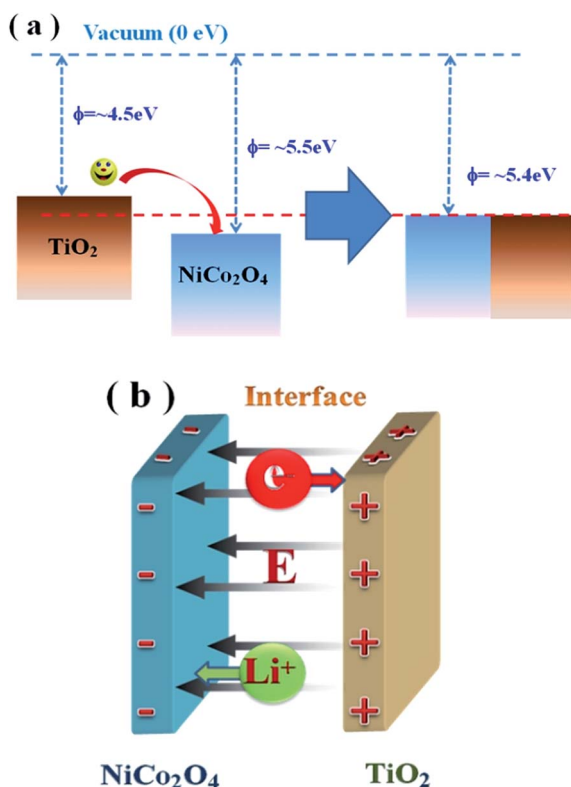 ( a )
Vacuum (0 eV)
ϕ=~4.5eV
ϕ= ~5.5eV
ϕ= ~5.4eV
TiO₂
NiCo₂O₄
( b )
Interface
e⁻
E
Li⁺
NiCo₂O₄
TiO₂